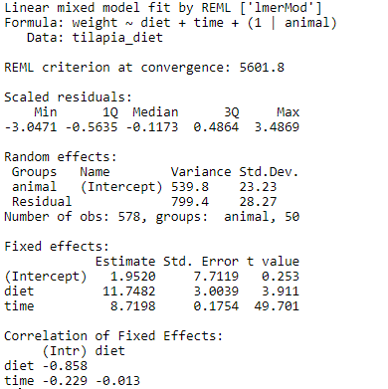 Linear mixed model fit by REML ['lmerMod']
Formula: weight ~ diet + time + (1 | animal)
   Data: tilapia_diet

REML criterion at convergence: 5601.8

Scaled residuals:
    Min      1Q  Median      3Q     Max
-3.0471 -0.5635 -0.1173  0.4864  3.4869

Random effects:
 Groups   Name        Variance Std.Dev.
 animal   (Intercept) 539.8    23.23
 Residual             799.4    28.27
Number of obs: 578, groups:  animal, 50

Fixed effects:
            Estimate Std. Error t value
(Intercept)   1.9520     7.7119   0.253
diet         11.7482     3.0039   3.911
time          8.7198     0.1754  49.701

Correlation of Fixed Effects:
     (Intr) diet
diet -0.858
time -0.229 -0.013